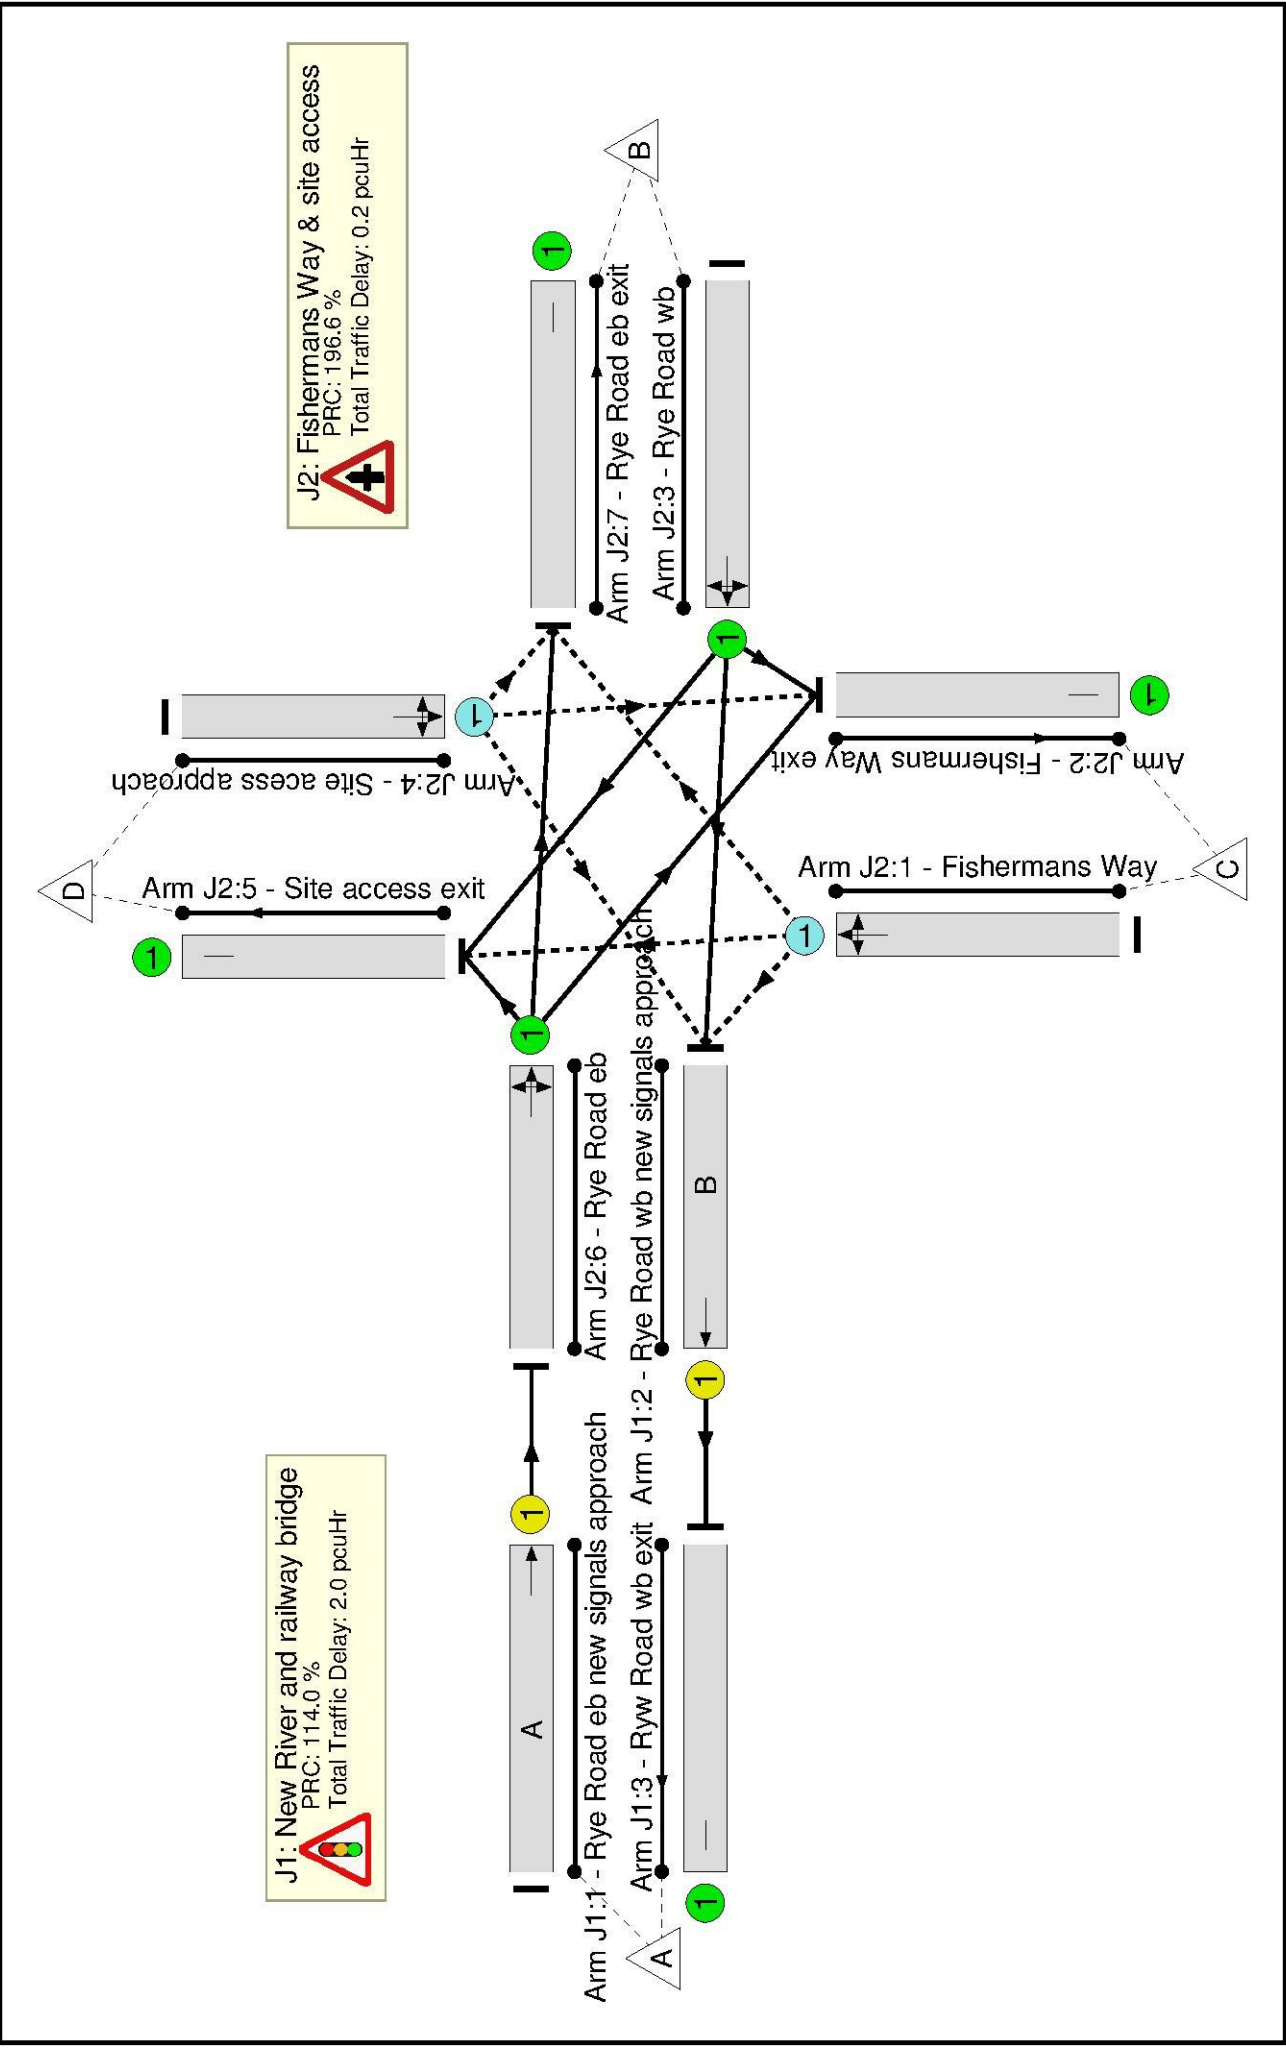 J1: New River and railway bridge
PRC: 114.0 %
Total Traffic Delay: 2.0 pcuHr
J2: Fishermans Way & site access
PRC: 196.6 %
Total Traffic Delay: 0.2 pcuHr
D
1
Arm J2:5 - Site access exit
Arm J2:4 - Site acess approach
1
A
1
1
1
Arm J1:1 - Rye Road eb new signals approach
Arm J2:6 - Rye Road eb
Arm J2:7 - Rye Road eb exit
A
B
Arm J1:3 - Ryw Road wb exit
Arm J1:2 - Rye Road wb new signals approach
Arm J2:3 - Rye Road wb
1
1
B
1
1
Arm J2:1 - Fishermans Way
Arm J2:2 - Fishermans Way exit
1
C